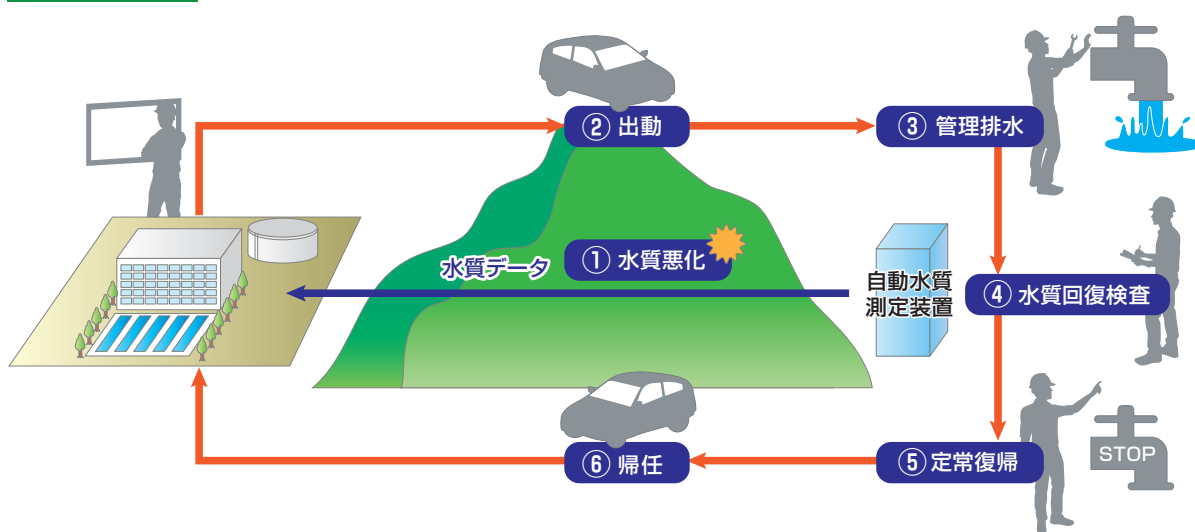 ② 出動
③ 管理排水
水質データ
① 水質悪化
自動水質
測定装置
④ 水質回復検査
⑥ 帰任
⑤ 定常復帰
STOP